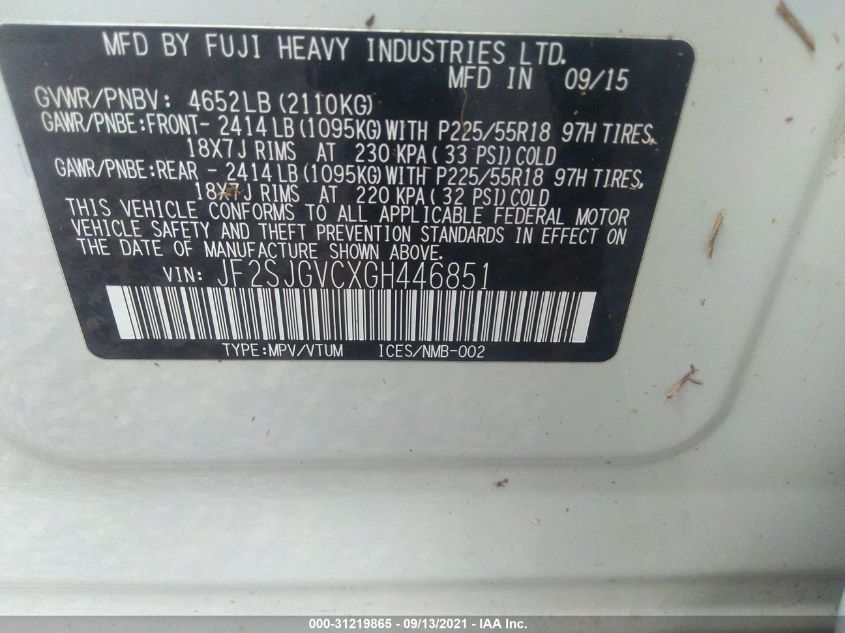 MFD BY FUJI HEAVY INDUSTRIES LTD.
MFD IN 09/15
GVWR/PNBV: 4652LB (2110KG)
GAWR/PNBE:FRONT- 2414 LB (1095KG) WITH P225/55R18 97H TIRES,
18X7J RIMS AT 230 KPA ( 33 PSI) COLD
GAWR/PNBE:REAR - 2414 LB (1095KG) WITH P225/55R18 97H TIRES,
18X7J RIMS AT 220 KPA ( 32 PSI) COLD
THIS VEHICLE CONFORMS TO ALL APPLICABLE FEDERAL MOTOR
VEHICLE SAFETY AND THEFT PREVENTION STANDARDS IN EFFECT ON
THE DATE OF MANUFACTURE SHOWN ABOVE.
VIN: JF2SJGVCXGH446851
TYPE:MPV/VTUM ICES/NMB-002
000-31219865 - 09/13/2021 - IAA Inc.